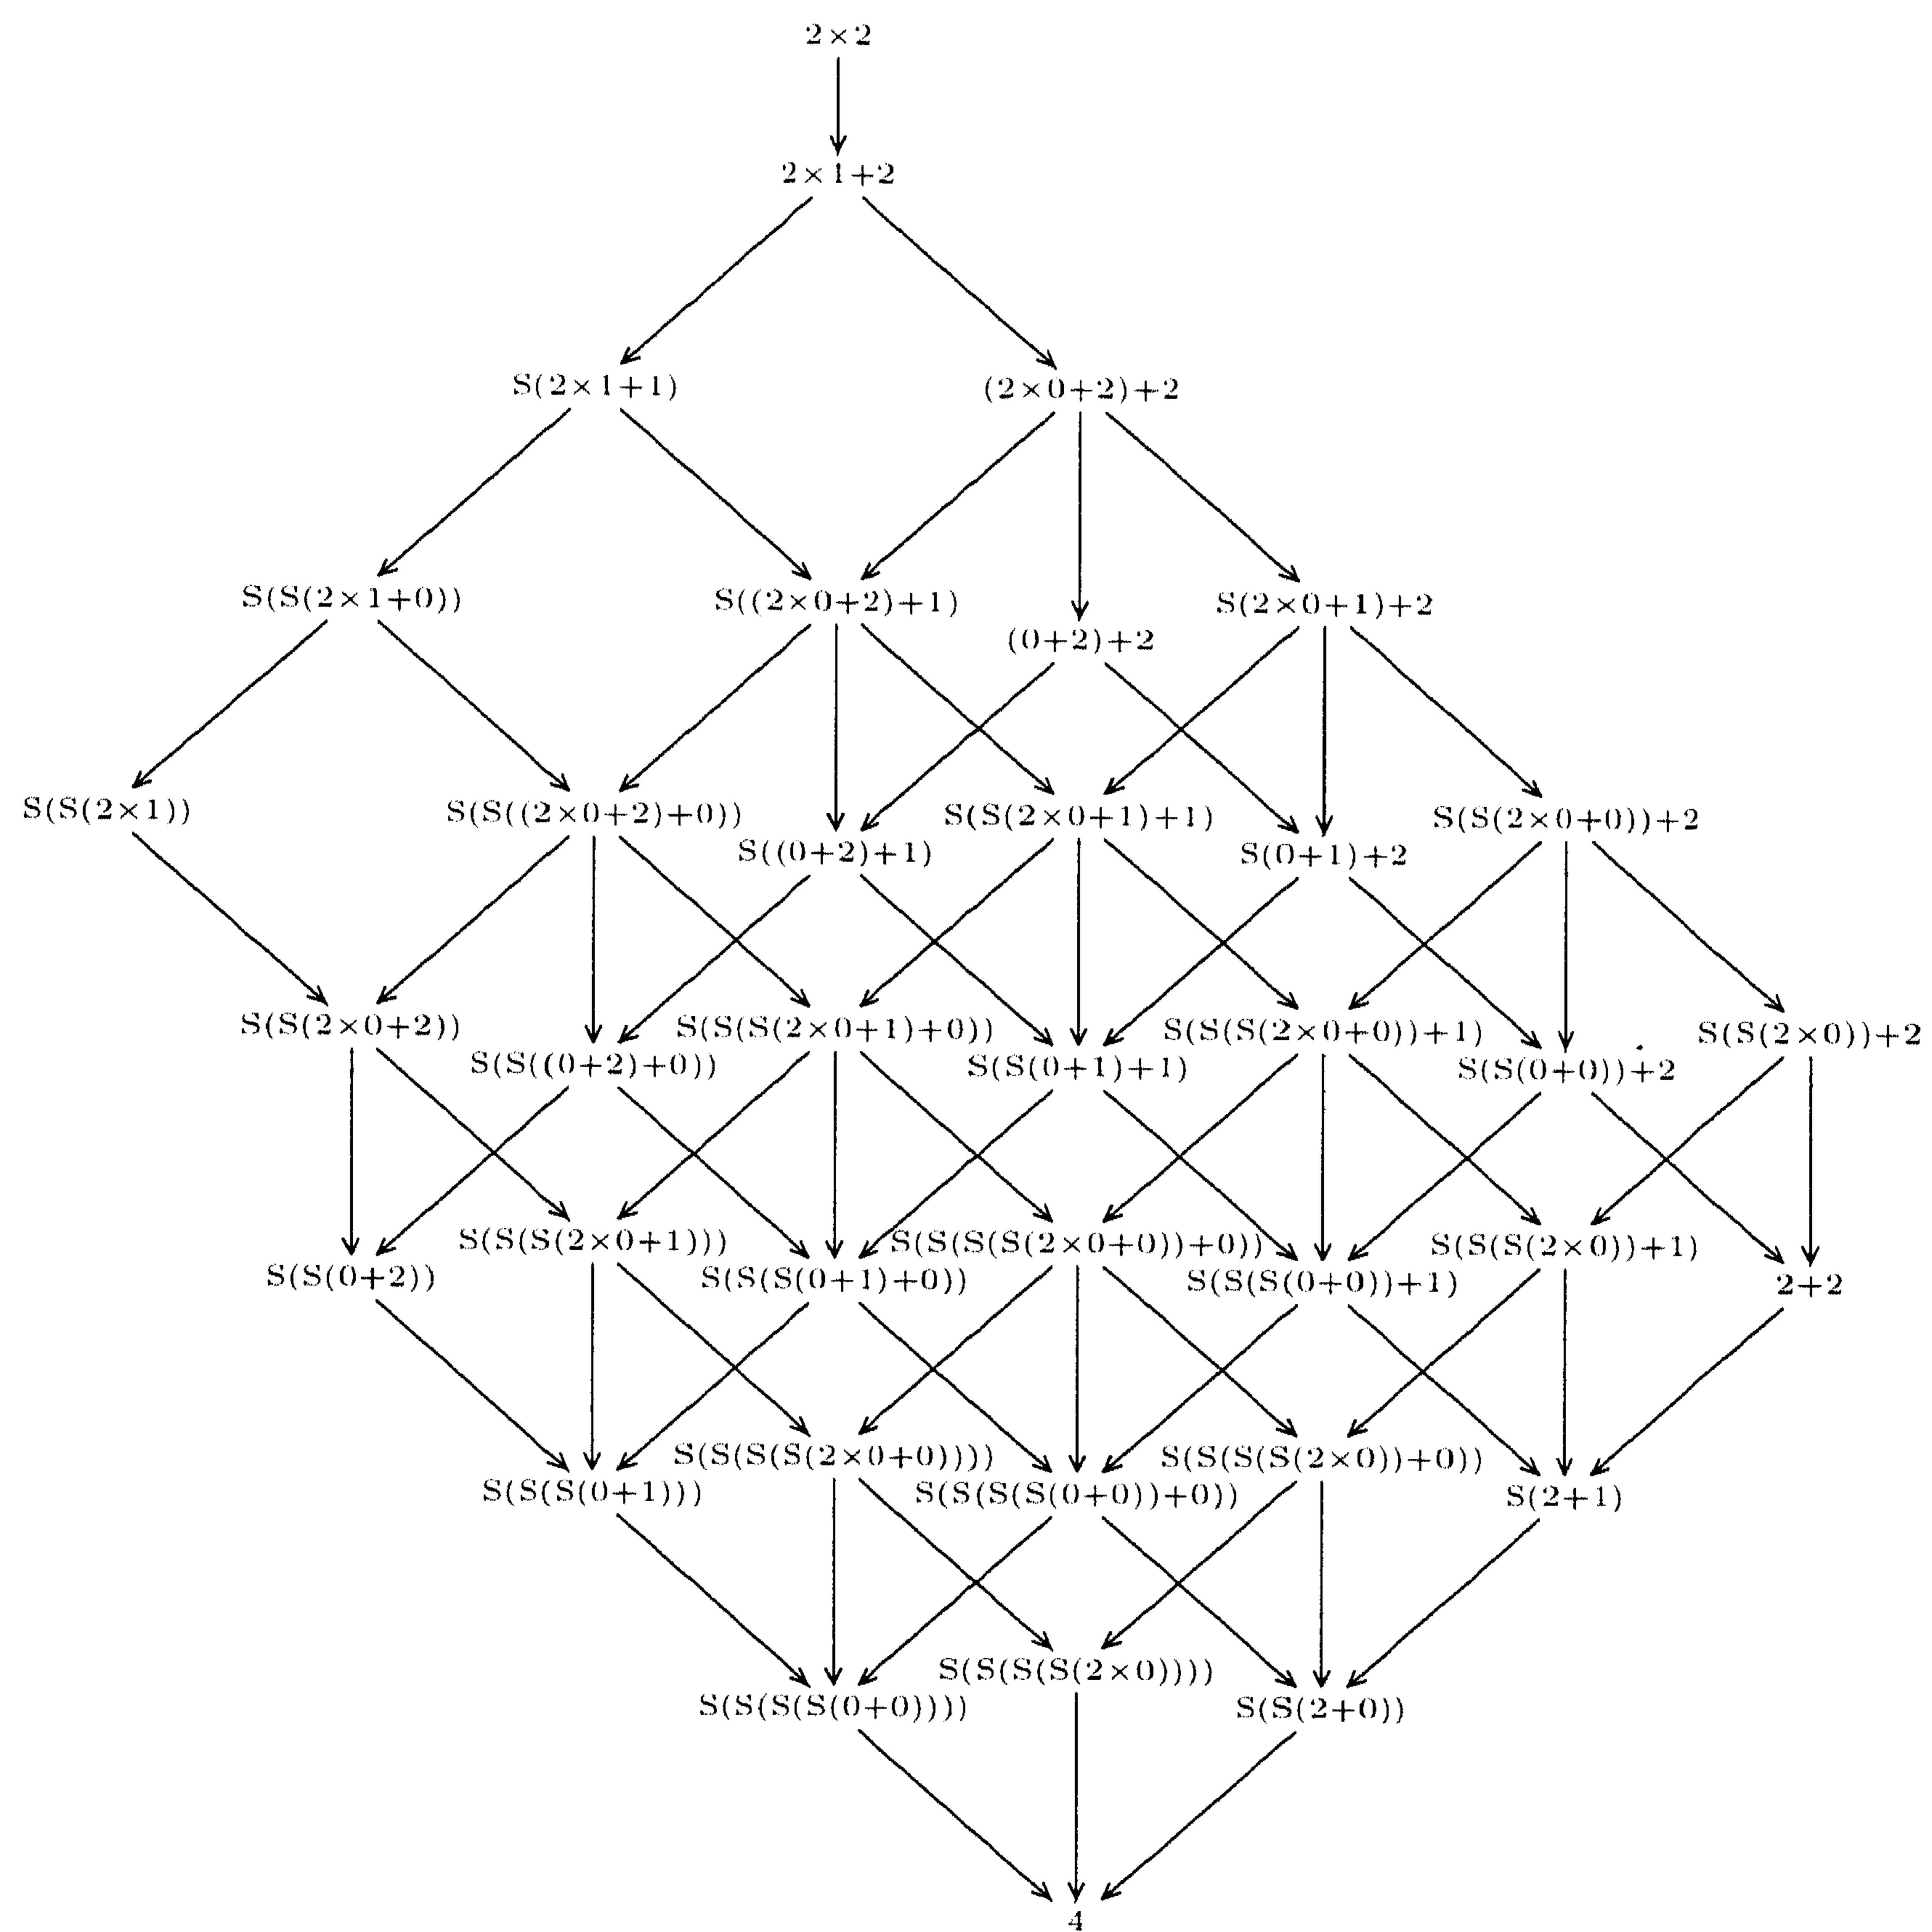 2×2
2×1+2
S(2×1+1)
(2×0+2)+2
S(S(2×1+0))
S((2×0+2)+1)
(0+2)+2
S(2×0+1)+2
S(S(2×1))
S(S((2×0+2)+0))
S((0+2)+1)
S(S(2×0+1)+1)
S(0+1)+2
S(S(2×0+0))+2
S(S(2×0+2))
S(S((0+2)+0))
S(S(S(2×0+1)+0))
S(S(0+1)+1)
S(S(S(2×0+0))+1)
S(S(0+0))+2
S(S(2×0))+2
S(S(0+2))
S(S(S(2×0+1)))
S(S(S(0+1)+0))
S(S(S(S(2×0+0))+0))
S(S(S(0+0))+1)
S(S(S(2×0))+1)
2+2
S(S(S(0+1)))
S(S(S(S(2×0+0))))
S(S(S(S(0+0))+0))
S(S(S(S(2×0))+0))
S(2+1)
S(S(S(S(0+0))))
S(S(S(S(2×0))))
S(S(2+0))
4